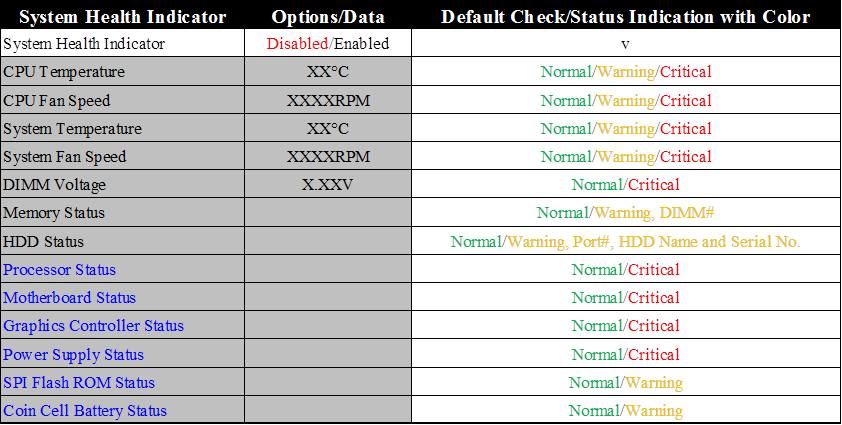 System Health Indicator Options/Data Default Check/Status Indication with Color
System Health Indicator Disabled/Enabled v
CPU Temperature XX°C Normal/Warning/Critical
CPU Fan Speed XXXXRPM Normal/Warning/Critical
System Temperature XX°C Normal/Warning/Critical
System Fan Speed XXXXRPM Normal/Warning/Critical
DIMM Voltage X.XXV Normal/Critical
Memory Status Normal/Warning, DIMM#
HDD Status Normal/Warning, Port#, HDD Name and Serial No.
Processor Status Normal/Critical
Motherboard Status Normal/Critical
Graphics Controller Status Normal/Critical
Power Supply Status Normal/Critical
SPI Flash ROM Status Normal/Warning
Coin Cell Battery Status Normal/Warning